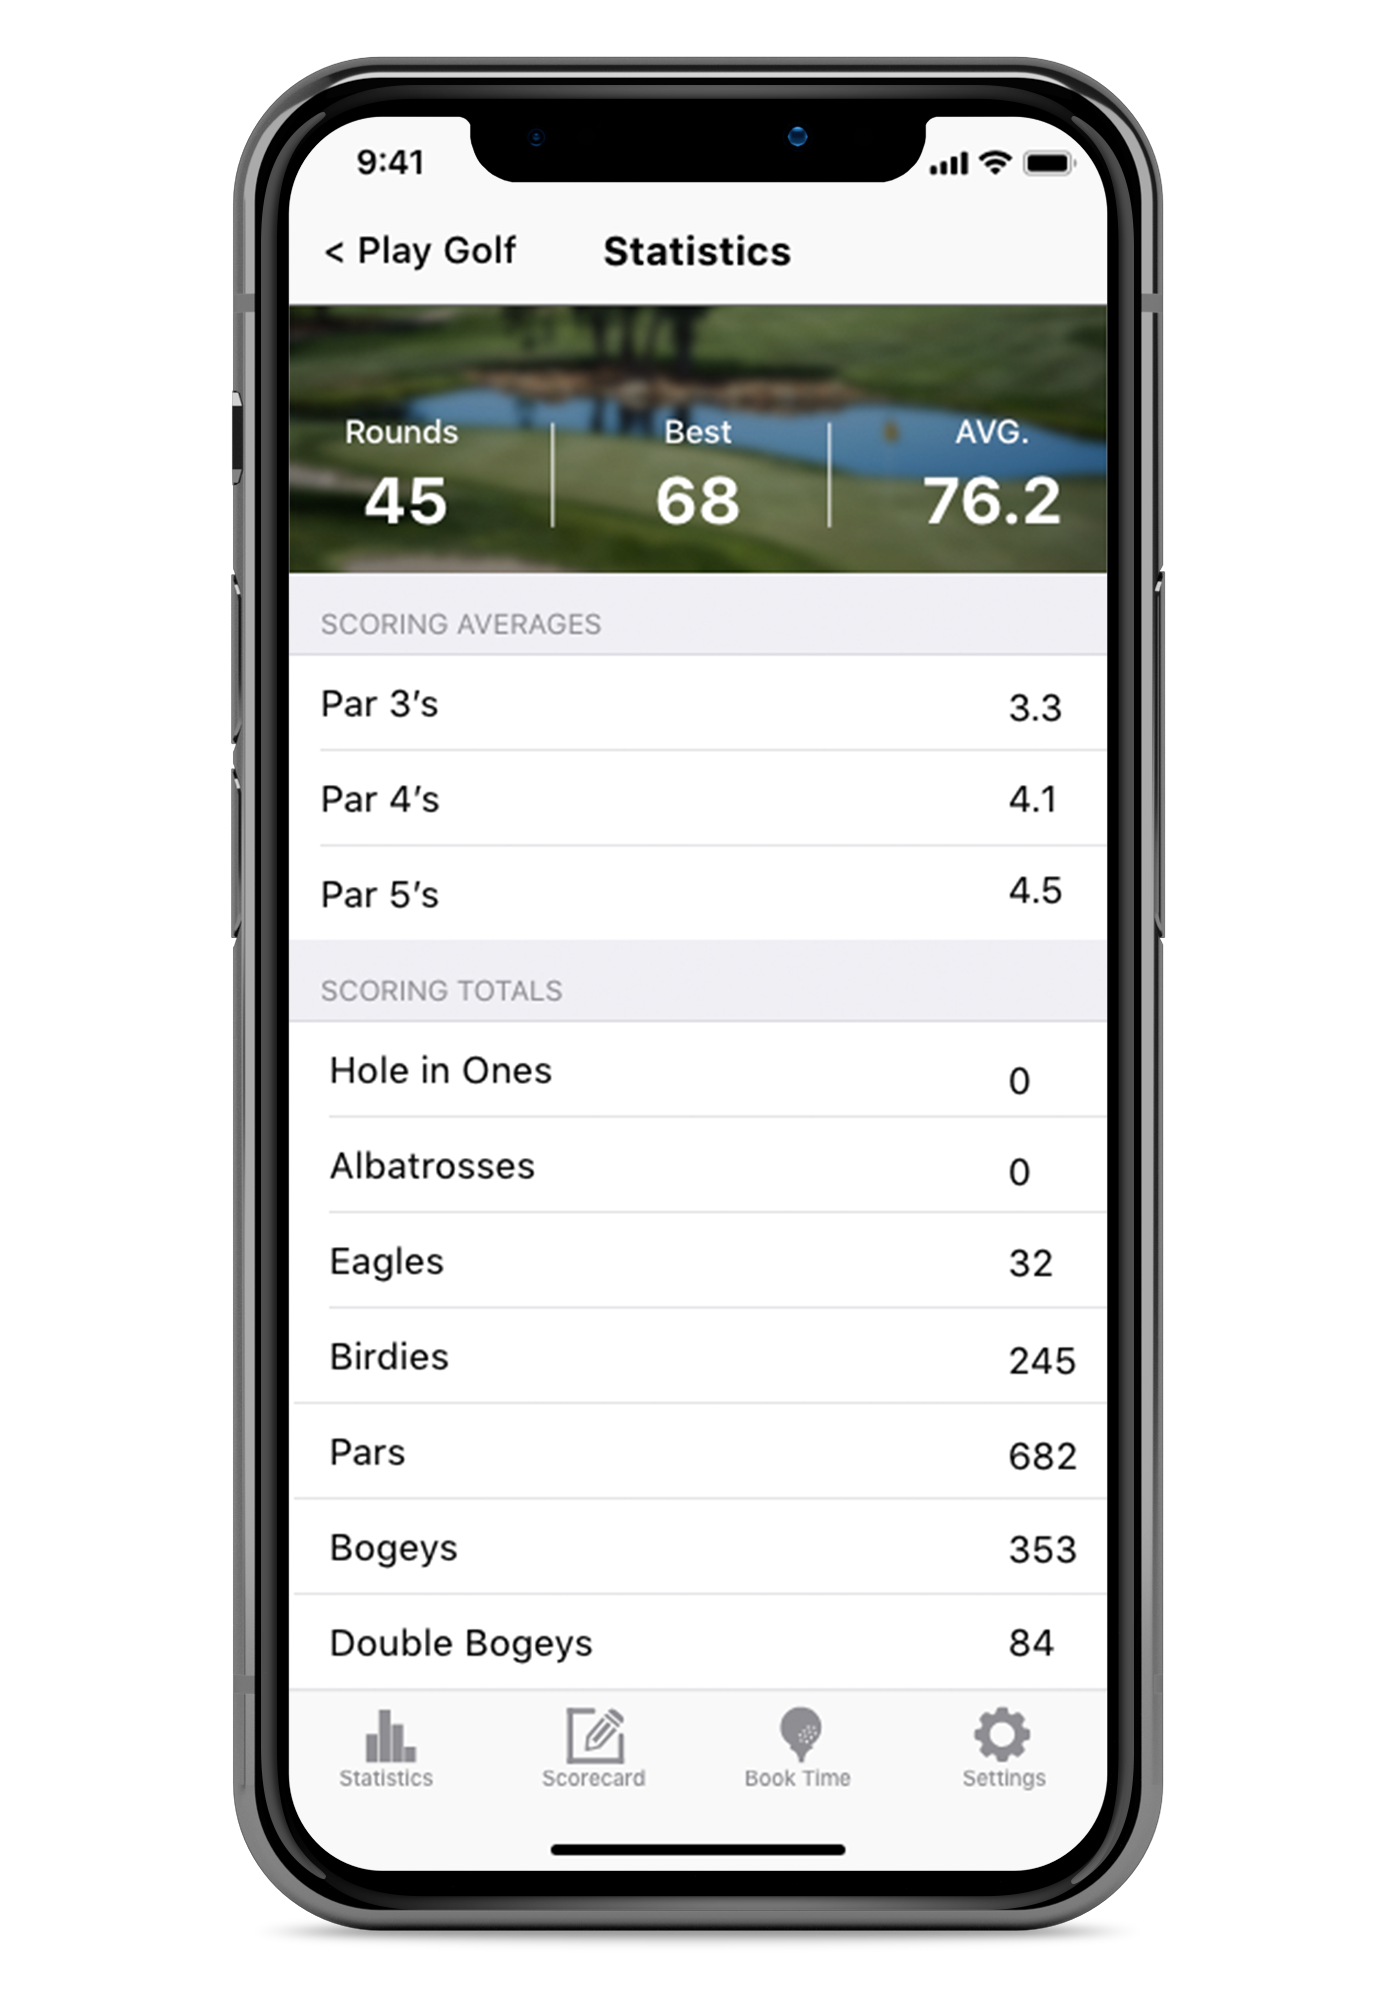 9:41
< Play Golf Statistics
Rounds Best AVG.
45 68 76.2
SCORING AVERAGES
Par 3's 3.3
Par 4's 4.1
Par 5's 4.5
SCORING TOTALS
Hole in Ones 0
Albatrosses 0
Eagles 32
Birdies 245
Pars 682
Bogeys 353
Double Bogeys 84
Statistics Scorecard Book Time Settings